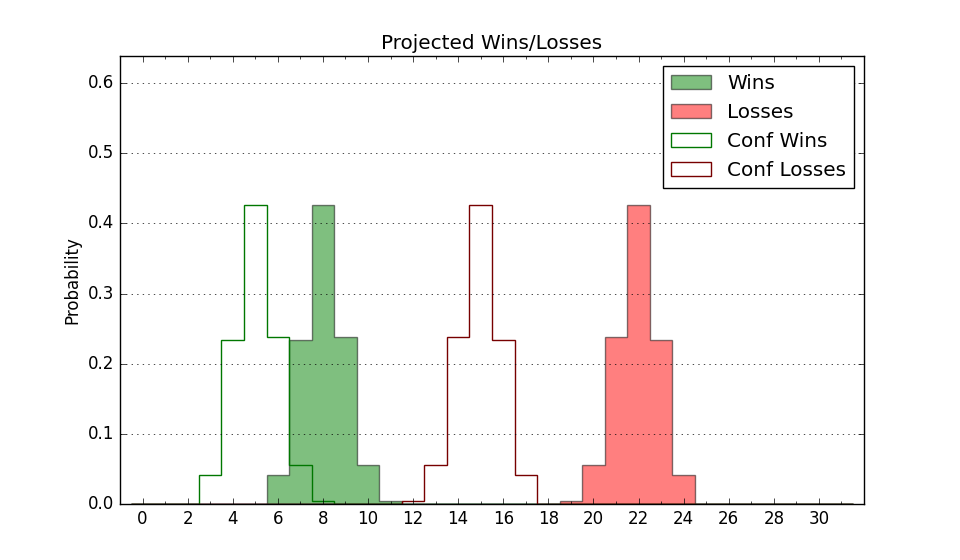 Projected Wins/Losses
Wins
Losses
Conf Wins
Conf Losses
Probability
0.6
0.5
0.4
0.3
0.2
0.1
0.0
0 2 4 6 8 10 12 14 16 18 20 22 24 26 28 30